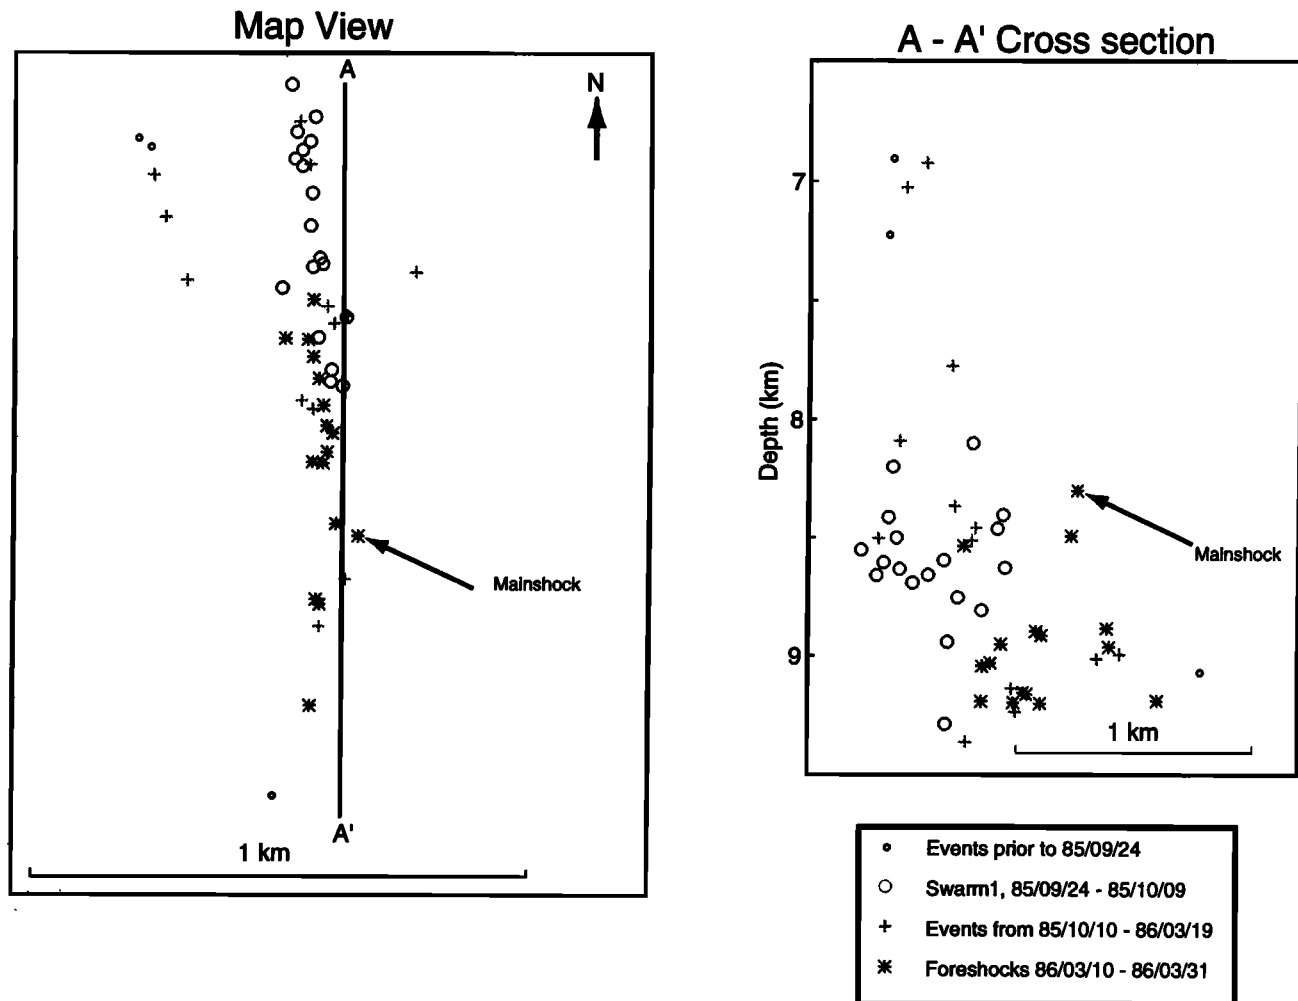 Map View
A
N
Mainshock
A'
1 km
A - A' Cross section
7
Depth (km)
8
Mainshock
9
1 km
Events prior to 85/09/24
Swarm1, 85/09/24 - 85/10/09
Events from 85/10/10 - 86/03/19
Foreshocks 86/03/10 - 86/03/31